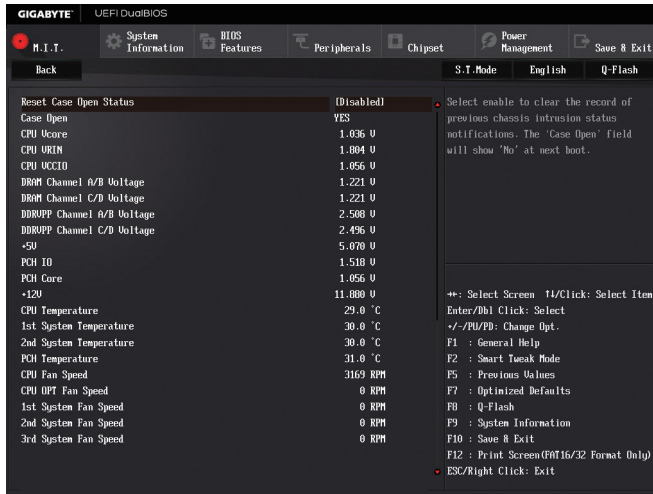 GIGABYTE™ UEFI DualBIOS
M.I.T.
System Information
BIOS Features
Peripherals
Chipset
Power Management
Save & Exit
Back
S.T.Mode English Q-Flash
Reset Case Open Status [Disabled]
Case Open YES
CPU Vcore 1.036 V
CPU VRIN 1.804 V
CPU VCCIO 1.056 V
DRAM Channel A/B Voltage 1.221 V
DRAM Channel C/D Voltage 1.221 V
DDRVPP Channel A/B Voltage 2.508 V
DDRVPP Channel C/D Voltage 2.496 V
+5V 5.070 V
PCH IO 1.518 V
PCH Core 1.056 V
+12V 11.880 V
CPU Temperature 29.0 °C
1st System Temperature 30.0 °C
2nd System Temperature 30.0 °C
PCH Temperature 31.0 °C
CPU Fan Speed 3169 RPM
CPU OPT Fan Speed 0 RPM
1st System Fan Speed 0 RPM
2nd System Fan Speed 0 RPM
3rd System Fan Speed 0 RPM
Select enable to clear the record of
previous chassis intrusion status
notifications. The 'Case Open' field
will show 'No' at next boot.
→←: Select Screen ↑↓/Click: Select Item
Enter/Dbl Click: Select
+/-/PU/PD: Change Opt.
F1 : General Help
F2 : Smart Tweak Mode
F5 : Previous Values
F7 : Optimized Defaults
F8 : Q-Flash
F9 : System Information
F10 : Save & Exit
F12 : Print Screen(FAT16/32 Format Only)
ESC/Right Click: Exit